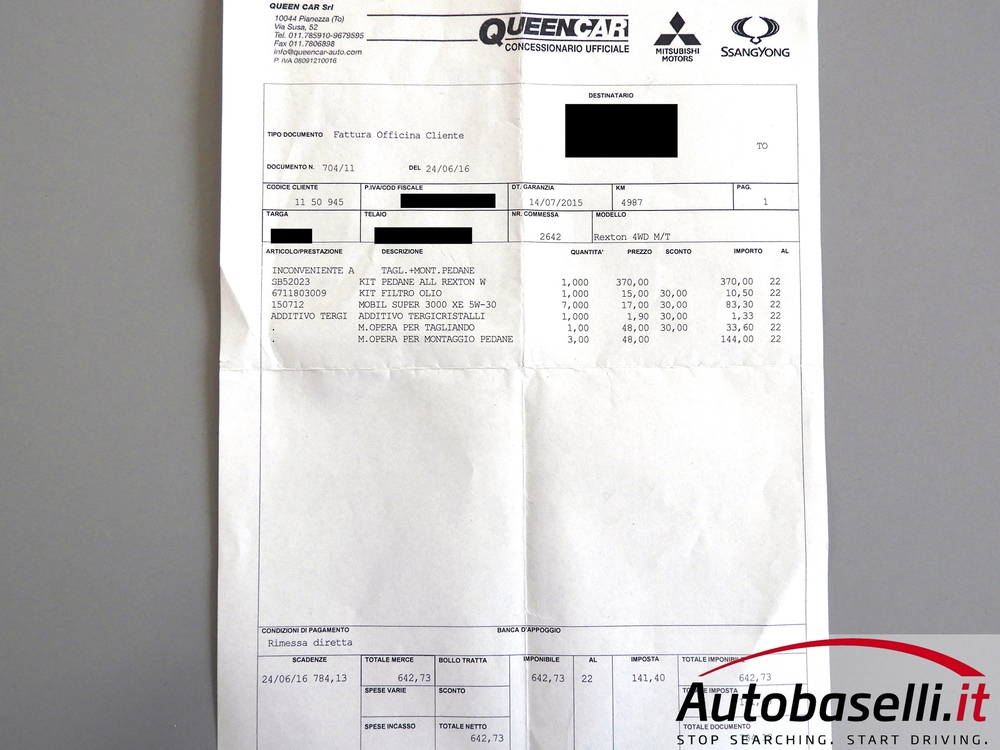 QUEEN CAR Srl
10044 Pianezza (To)
Via Susa, 52
Tel. 011.785910-9679595
Fax 011.7806898
info@queencar-auto.com
P. IVA 08091210016
QUEENCAR
CONCESSIONARIO UFFICIALE
MITSUBISHI
MOTORS
SSANGYONG
DESTINATARIO
TIPO DOCUMENTO Fattura Officina Cliente
TO
DOCUMENTO N. 704/11 DEL 24/06/16
CODICE CLIENTE P.IVA/COD FISCALE DT. GARANZIA KM PAG.
11 50 945 14/07/2015 4987 1
TARGA TELAIO NR. COMMESSA MODELLO
2642 Rexton 4WD M/T
ARTICOLO/PRESTAZIONE DESCRIZIONE QUANTITA' PREZZO SCONTO IMPORTO AL
INCONVENIENTE A TAGL.+MONT.PEDANE
SB52023 KIT PEDANE ALL REXTON W 1,000 370,00 370,00 22
6711803009 KIT FILTRO OLIO 1,000 15,00 30,00 10,50 22
150712 MOBIL SUPER 3000 XE 5W-30 7,000 17,00 30,00 83,30 22
ADDITIVO TERGI ADDITIVO TERGICRISTALLI 1,000 1,90 30,00 1,33 22
. M.OPERA PER TAGLIANDO 1,00 48,00 30,00 33,60 22
. M.OPERA PER MONTAGGIO PEDANE 3,00 48,00 144,00 22
CONDIZIONI DI PAGAMENTO BANCA D'APPOGGIO
Rimessa diretta
SCADENZE TOTALE MERCE BOLLO TRATTA IMPONIBILE AL IMPOSTA TOTALE IMPONIBILE
24/06/16 784,13 642,73 642,73 22 141,40 642,73
SPESE VARIE SCONTO TOTALE IMPOSTA
SPESE INCASSO TOTALE NETTO TOTALE DOCUMENTO
642,73
Autobaselli.it
STOP SEARCHING. START DRIVING.